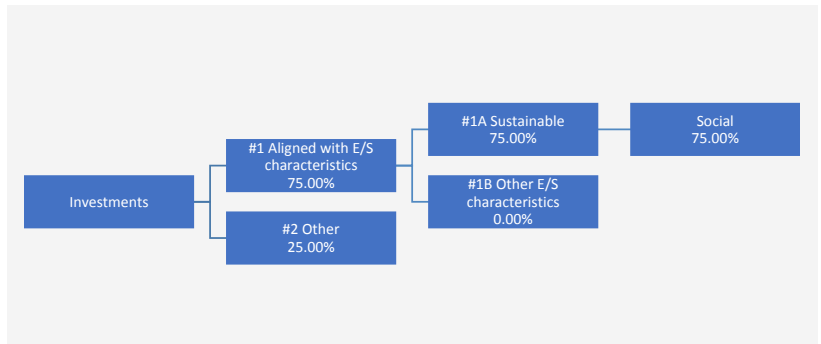 Investments
#1 Aligned with E/S
characteristics
75.00%
#2 Other
25.00%
#1A Sustainable
75.00%
#1B Other E/S
characteristics
0.00%
Social
75.00%